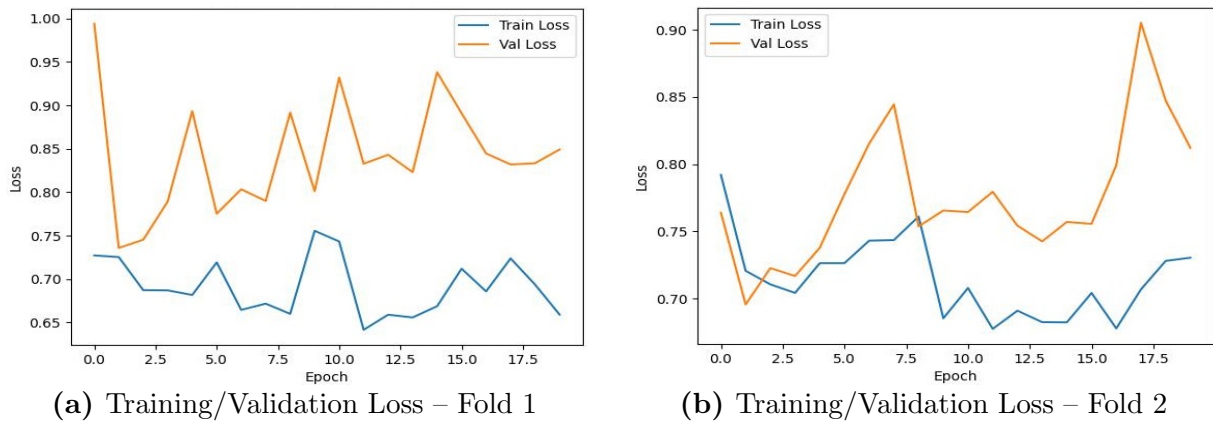 1.00
0.95
0.90
0.85
0.80
0.75
0.70
0.65
Loss
Train Loss
Val Loss
0.0 2.5 5.0 7.5 10.0 12.5 15.0 17.5
Epoch
(a) Training/Validation Loss – Fold 1
0.90
0.85
0.80
0.75
0.70
Loss
Train Loss
Val Loss
0.0 2.5 5.0 7.5 10.0 12.5 15.0 17.5
Epoch
(b) Training/Validation Loss – Fold 2